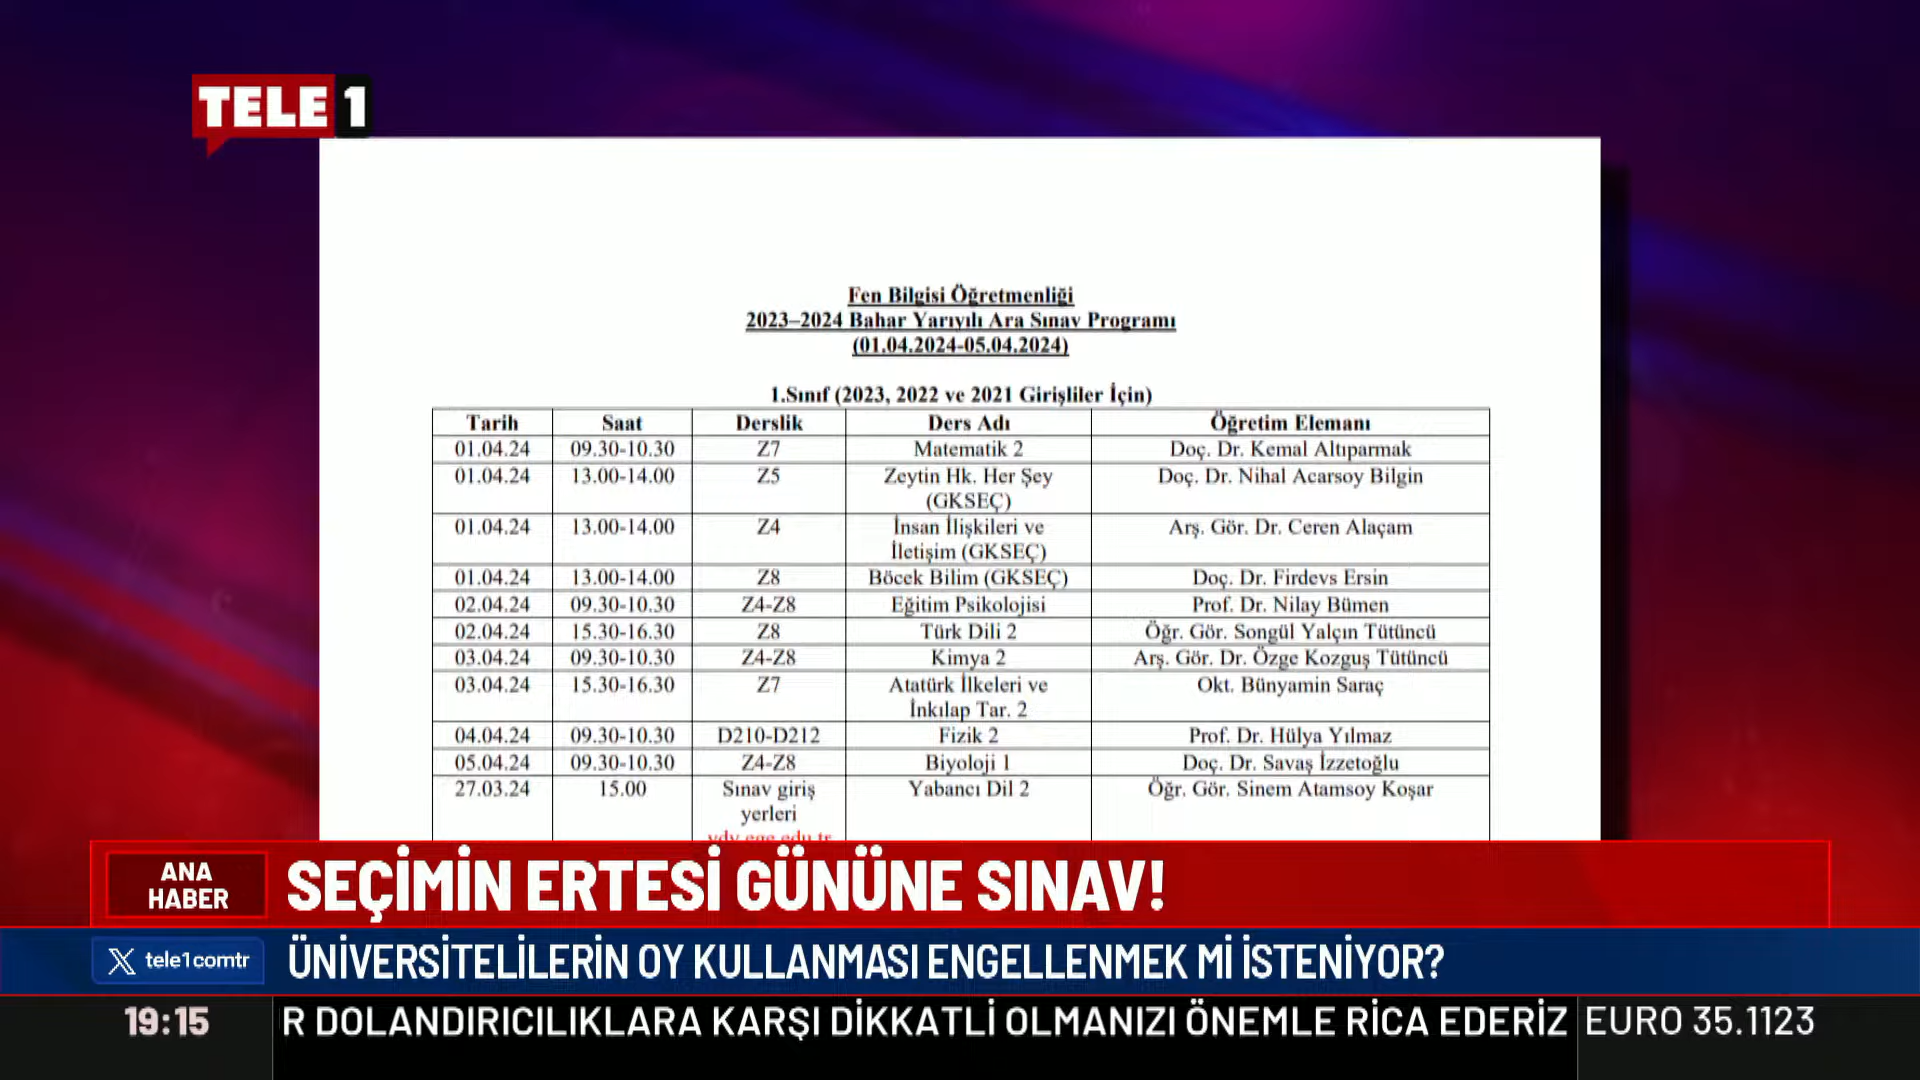 TELE 1
Fen Bilgisi Öğretmenliği
2023–2024 Bahar Yarıyılı Ara Sınav Programı
(01.04.2024-05.04.2024)
1.Sınıf (2023, 2022 ve 2021 Girişliler İçin)
Tarih Saat Derslik Ders Adı Öğretim Elemanı
01.04.24 09.30-10.30 Z7 Matematik 2 Doç. Dr. Kemal Altıparmak
01.04.24 13.00-14.00 Z5 Zeytin Hk. Her Şey Doç. Dr. Nihal Acarsoy Bilgin
(GKSEÇ)
01.04.24 13.00-14.00 Z4 İnsan İlişkileri ve Arş. Gör. Dr. Ceren Alaçam
İletişim (GKSEÇ)
01.04.24 13.00-14.00 Z8 Böcek Bilim (GKSEÇ) Doç. Dr. Firdevs Ersin
02.04.24 09.30-10.30 Z4-Z8 Eğitim Psikolojisi Prof. Dr. Nilay Bümen
02.04.24 15.30-16.30 Z8 Türk Dili 2 Öğr. Gör. Songül Yalçın Tütüncü
03.04.24 09.30-10.30 Z4-Z8 Kimya 2 Arş. Gör. Dr. Özge Kozguş Tütüncü
03.04.24 15.30-16.30 Z7 Atatürk İlkeleri ve Okt. Bünyamin Saraç
İnkılap Tar. 2
04.04.24 09.30-10.30 D210-D212 Fizik 2 Prof. Dr. Hülya Yılmaz
05.04.24 09.30-10.30 Z4-Z8 Biyoloji 1 Doç. Dr. Savaş İzzetoğlu
27.03.24 15.00 Sınav giriş Yabancı Dil 2 Öğr. Gör. Sinem Atamsoy Koşar
yerleri
ydy.ege.edu.tr
ANA
HABER
SEÇİMİN ERTESİ GÜNÜNE SINAV!
tele1comtr
ÜNİVERSİTELİLERİN OY KULLANMASI ENGELLENMEK Mİ İSTENİYOR?
19:15 R DOLANDIRICILIKLARA KARŞI DİKKATLİ OLMANIZI ÖNEMLE RİCA EDERİZ EURO 35.1123